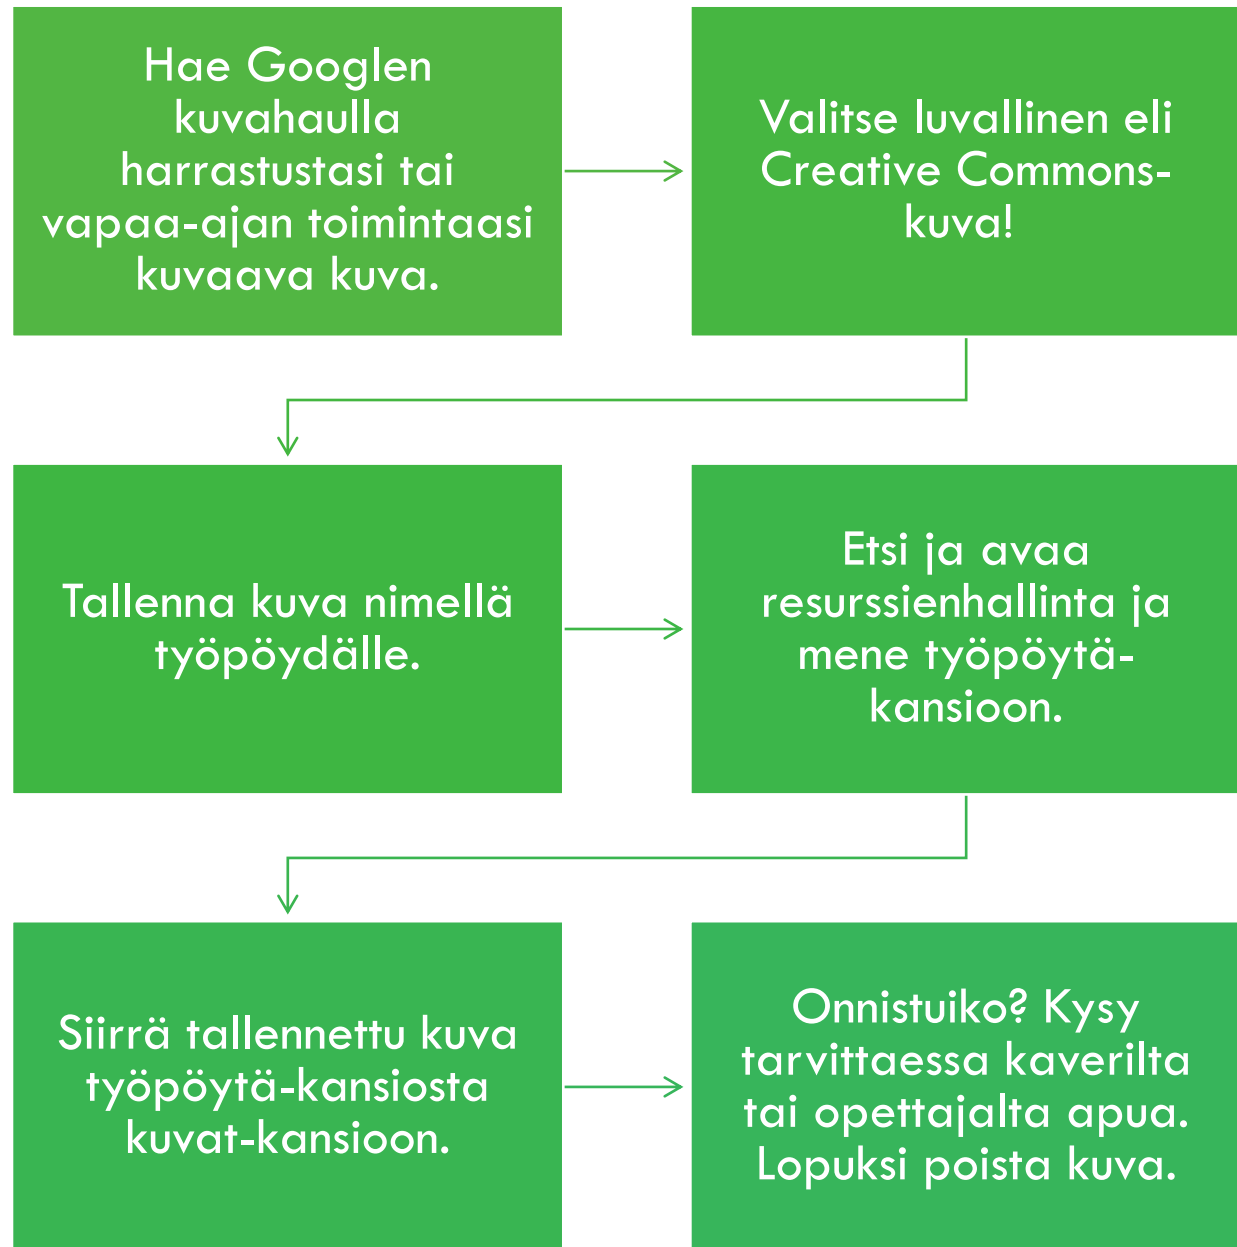 Hae Googlen
kuvahaulla
harrastustasi tai
vapaa-ajan toimintaasi
kuvaava kuva.
Valitse luvallinen eli
Creative Commons-
kuva!
Tallenna kuva nimellä
työpöydälle.
Etsi ja avaa
resurssienhallinta ja
mene työpöytä-
kansioon.
Siirrä tallennettu kuva
työpöytä-kansiosta
kuvat-kansioon.
Onnistuiko? Kysy
tarvittaessa kaverilta
tai opettajalta apua.
Lopuksi poista kuva.